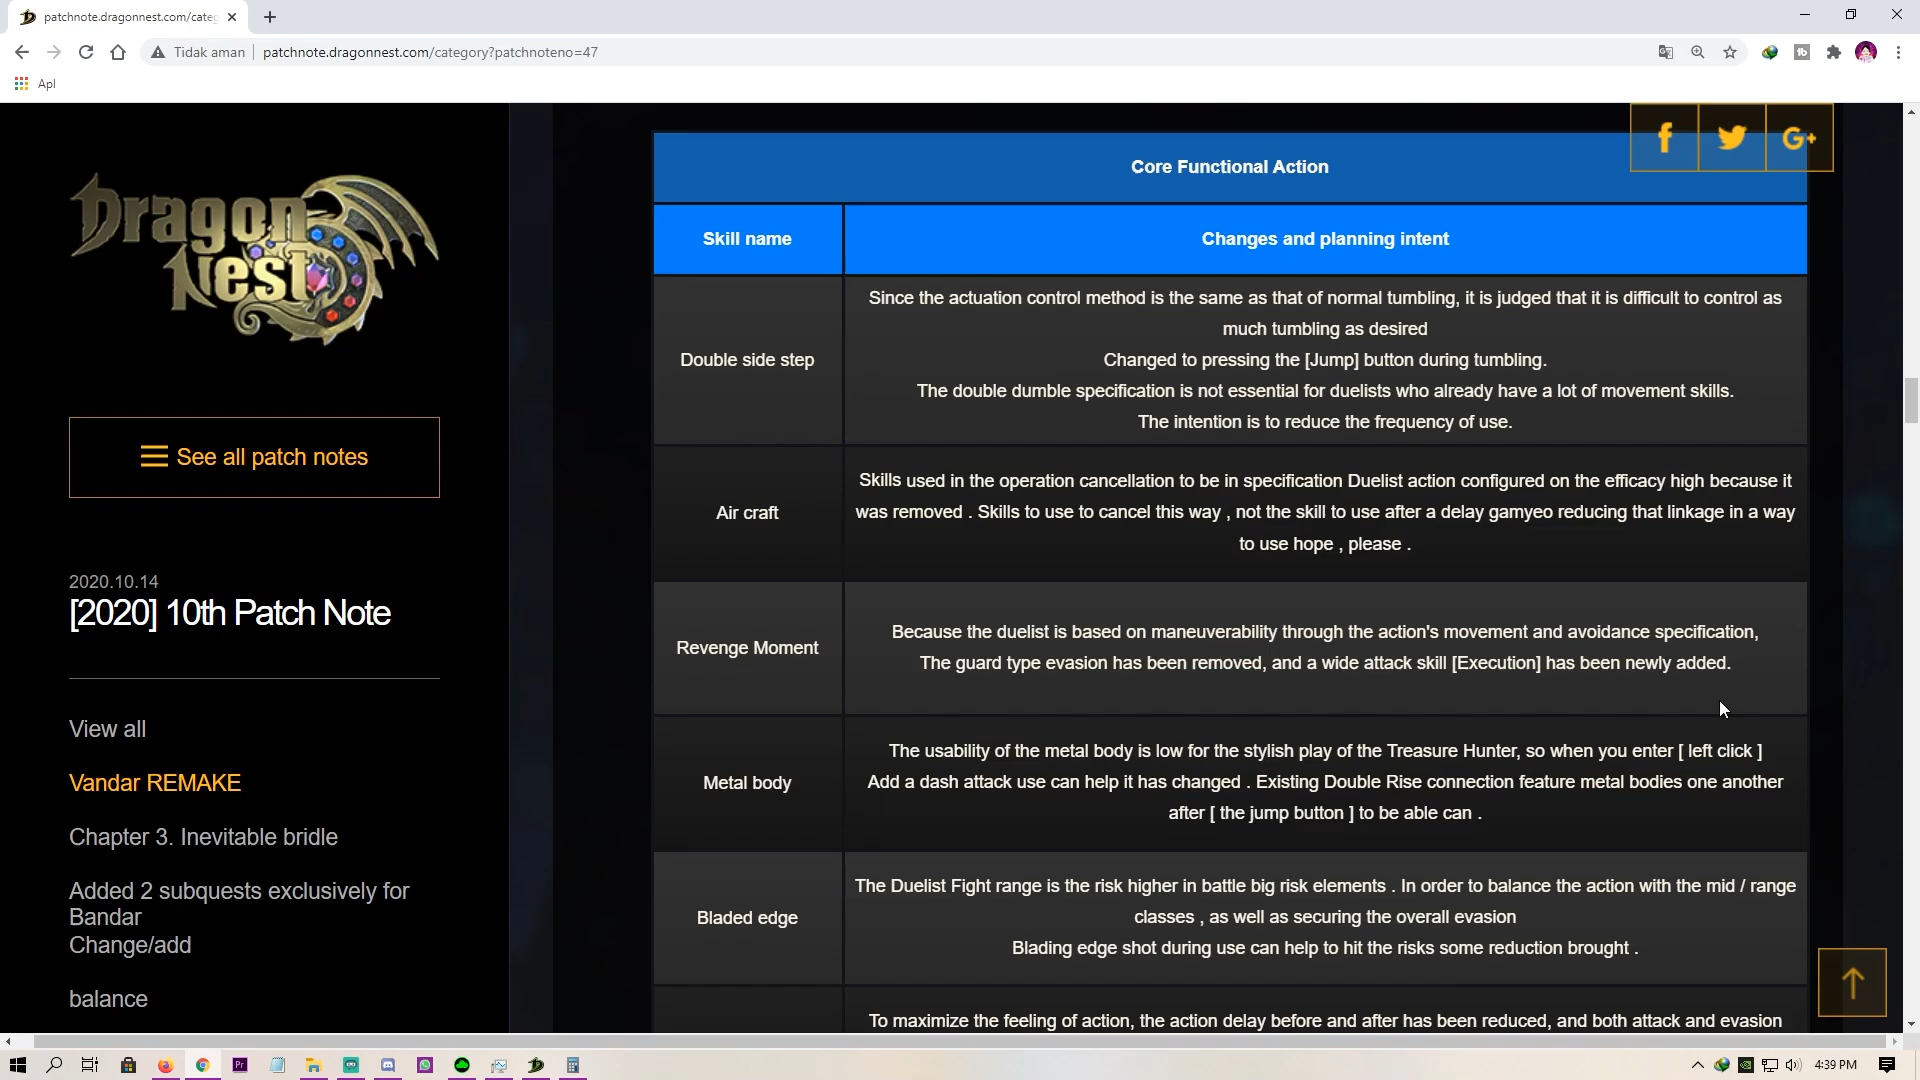 patchnote.dragonnest.com/categ
Tidak aman
patchnote.dragonnest.com/category?patchnoteno=47
Apl
Dragon
Nest
f
G+
See all patch notes
2020.10.14
[2020] 10th Patch Note
View all
Vandar REMAKE
Chapter 3. Inevitable bridle
Added 2 subquests exclusively for
Bandar
Change/add
balance
Core Functional Action
Skill name
Changes and planning intent
Double side step
Since the actuation control method is the same as that of normal tumbling, it is judged that it is difficult to control as
much tumbling as desired
Changed to pressing the [Jump] button during tumbling.
The double dumble specification is not essential for duelists who already have a lot of movement skills.
The intention is to reduce the frequency of use.
Air craft
Skills used in the operation cancellation to be in specification Duelist action configured on the efficacy high because it
was removed . Skills to use to cancel this way , not the skill to use after a delay gamyeo reducing that linkage in a way
to use hope , please .
Revenge Moment
Because the duelist is based on maneuverability through the action's movement and avoidance specification,
The guard type evasion has been removed, and a wide attack skill [Execution] has been newly added.
Metal body
The usability of the metal body is low for the stylish play of the Treasure Hunter, so when you enter [ left click ]
Add a dash attack use can help it has changed . Existing Double Rise connection feature metal bodies one another
after [ the jump button ] to be able can .
Bladed edge
The Duelist Fight range is the risk higher in battle big risk elements . In order to balance the action with the mid / range
classes , as well as securing the overall evasion
Blading edge shot during use can help to hit the risks some reduction brought .
To maximize the feeling of action, the action delay before and after has been reduced, and both attack and evasion
Pr
4:39 PM